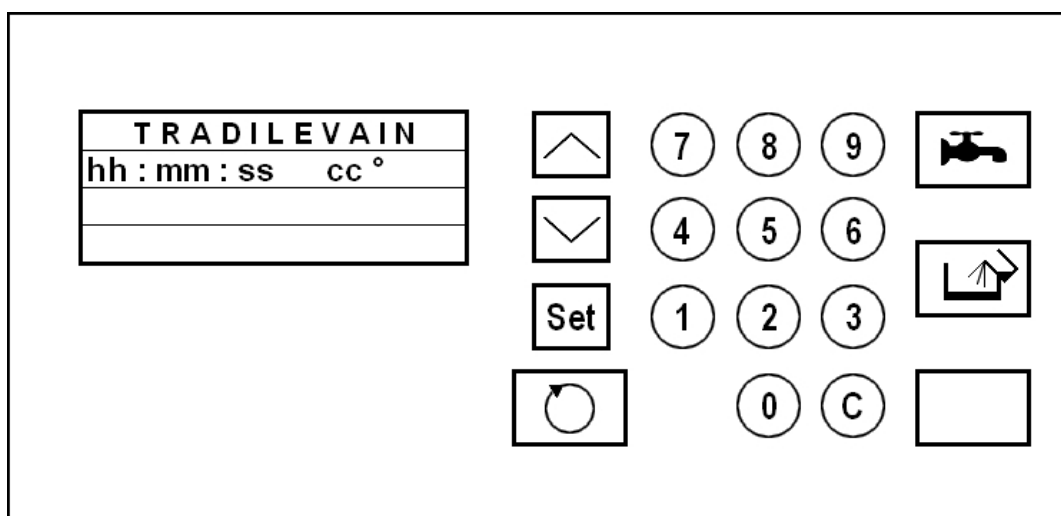 TRADILEVAIN
hh : mm : ss cc °
7 8 9
4 5 6
Set 1 2 3
0 C